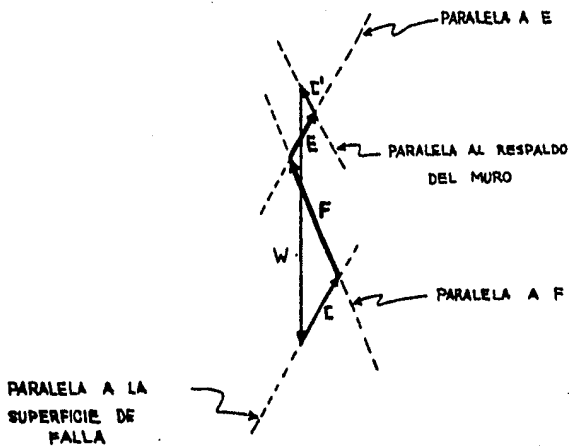 PARALELA A E
C'
E
PARALELA AL RESPALDO
DEL MURO
F
W
PARALELA A F
C
PARALELA A LA
SUPERFICIE DE
FALLA